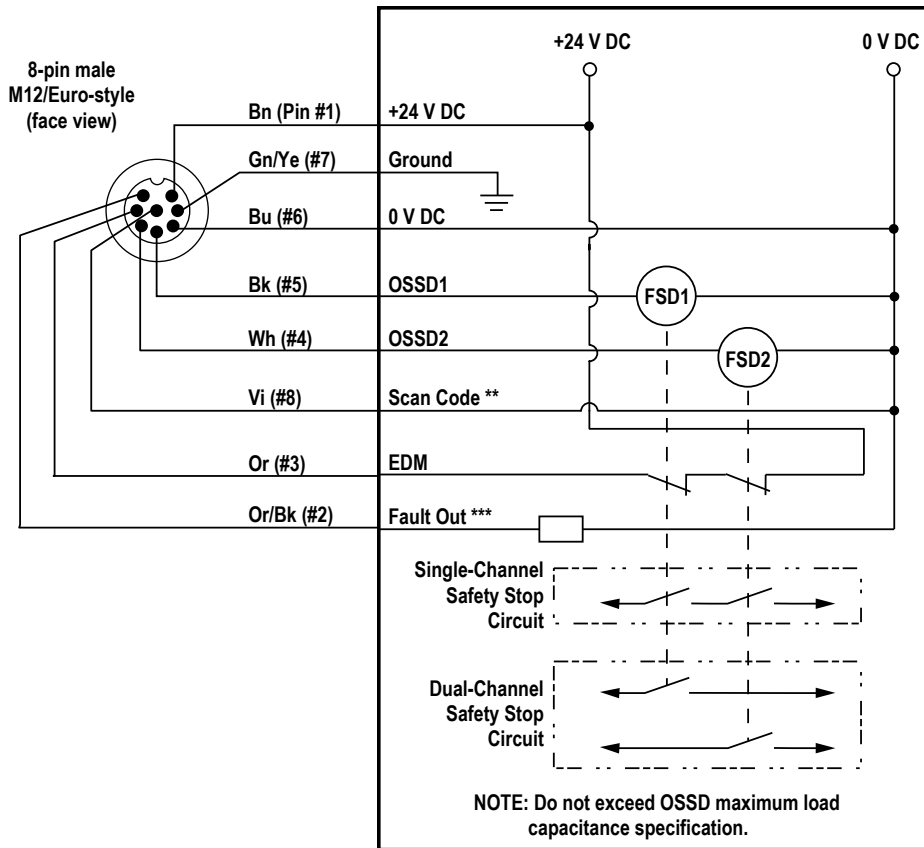 +24 V DC
0 V DC
8-pin male
M12/Euro-style
(face view)
Bn (Pin #1)
+24 V DC
Gn/Ye (#7)
Ground
Bu (#6)
0 V DC
Bk (#5)
OSSD1
FSD1
Wh (#4)
OSSD2
FSD2
Vi (#8)
Scan Code **
Or (#3)
EDM
Or/Bk (#2)
Fault Out ***
Single-Channel
Safety Stop
Circuit
Dual-Channel
Safety Stop
Circuit
NOTE: Do not exceed OSSD maximum load
capacitance specification.